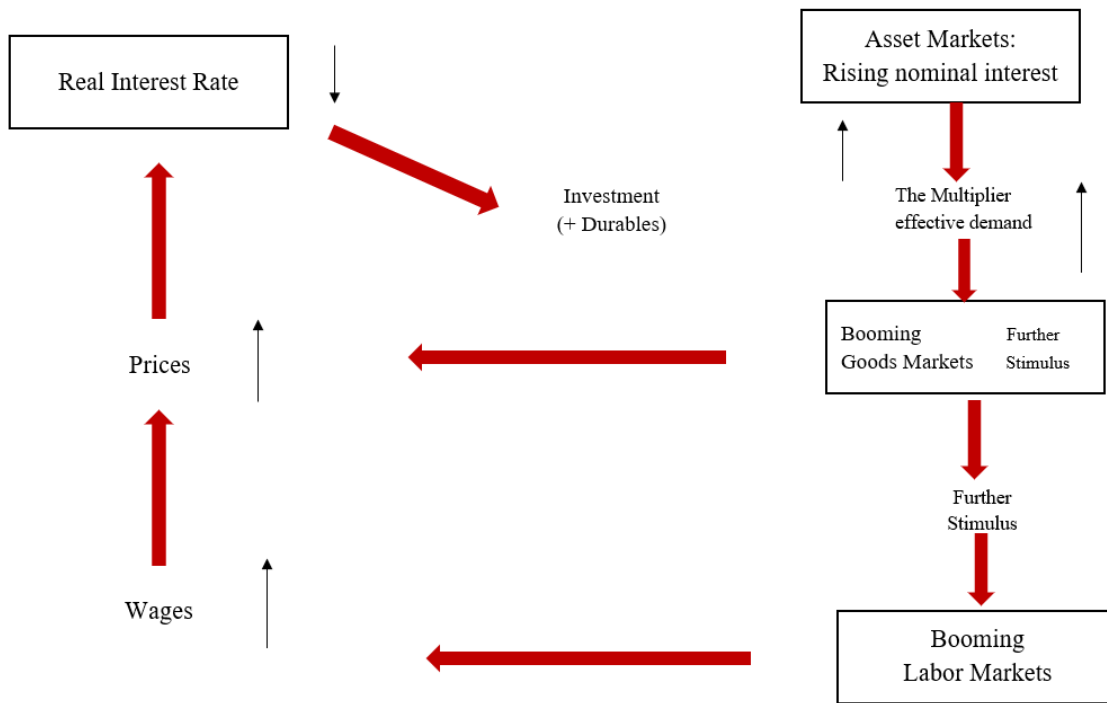 Real Interest Rate
Asset Markets:
Rising nominal interest
Investment
(+ Durables)
The Multiplier
effective demand
Booming
Goods Markets
Further
Stimulus
Prices
Further
Stimulus
Wages
Booming
Labor Markets